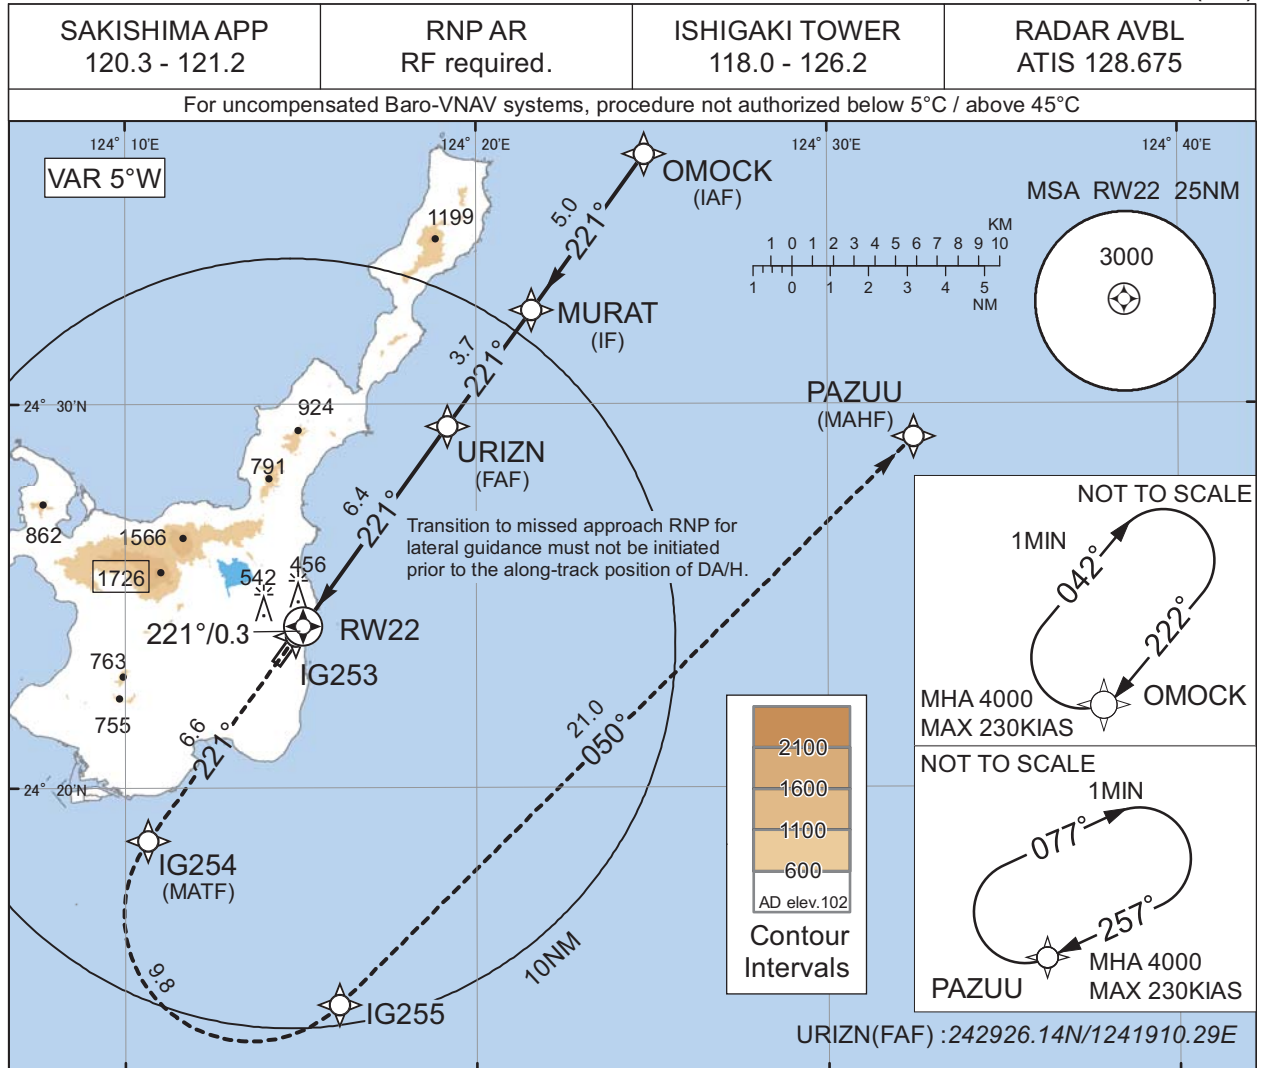 SAKISHIMA APP
120.3 - 121.2
RNP AR
RF required.
ISHIGAKI TOWER
118.0 - 126.2
RADAR AVBL
ATIS 128.675
For uncompensated Baro-VNAV systems, procedure not authorized below 5°C / above 45°C
124° 10'E
124° 20'E
124° 30'E
124° 40'E
VAR 5°W
OMOCK
(IAF)
MSA RW22 25NM
3000
1199
5.0
221°
KM
1 0 1 2 3 4 5 6 7 8 9 10
1 0 1 2 3 4 5
NM
MURAT
(IF)
3.7
221°
PAZUU
(MAHF)
24° 30'N
924
URIZN
(FAF)
791
862
1566
1726
542
456
6.4
221°
Transition to missed approach RNP for
lateral guidance must not be initiated
prior to the along-track position of DA/H.
NOT TO SCALE
1MIN
042°
222°
OMOCK
MHA 4000
MAX 230KIAS
221°/0.3
RW22
IG253
763
755
6.6
221°
21.0
050°
24° 20'N
2100
1600
1100
600
AD elev.102
Contour
Intervals
NOT TO SCALE
1MIN
077°
257°
PAZUU
MHA 4000
MAX 230KIAS
IG254
(MATF)
9.8
IG255
10NM
URIZN(FAF) :242926.14N/1241910.29E